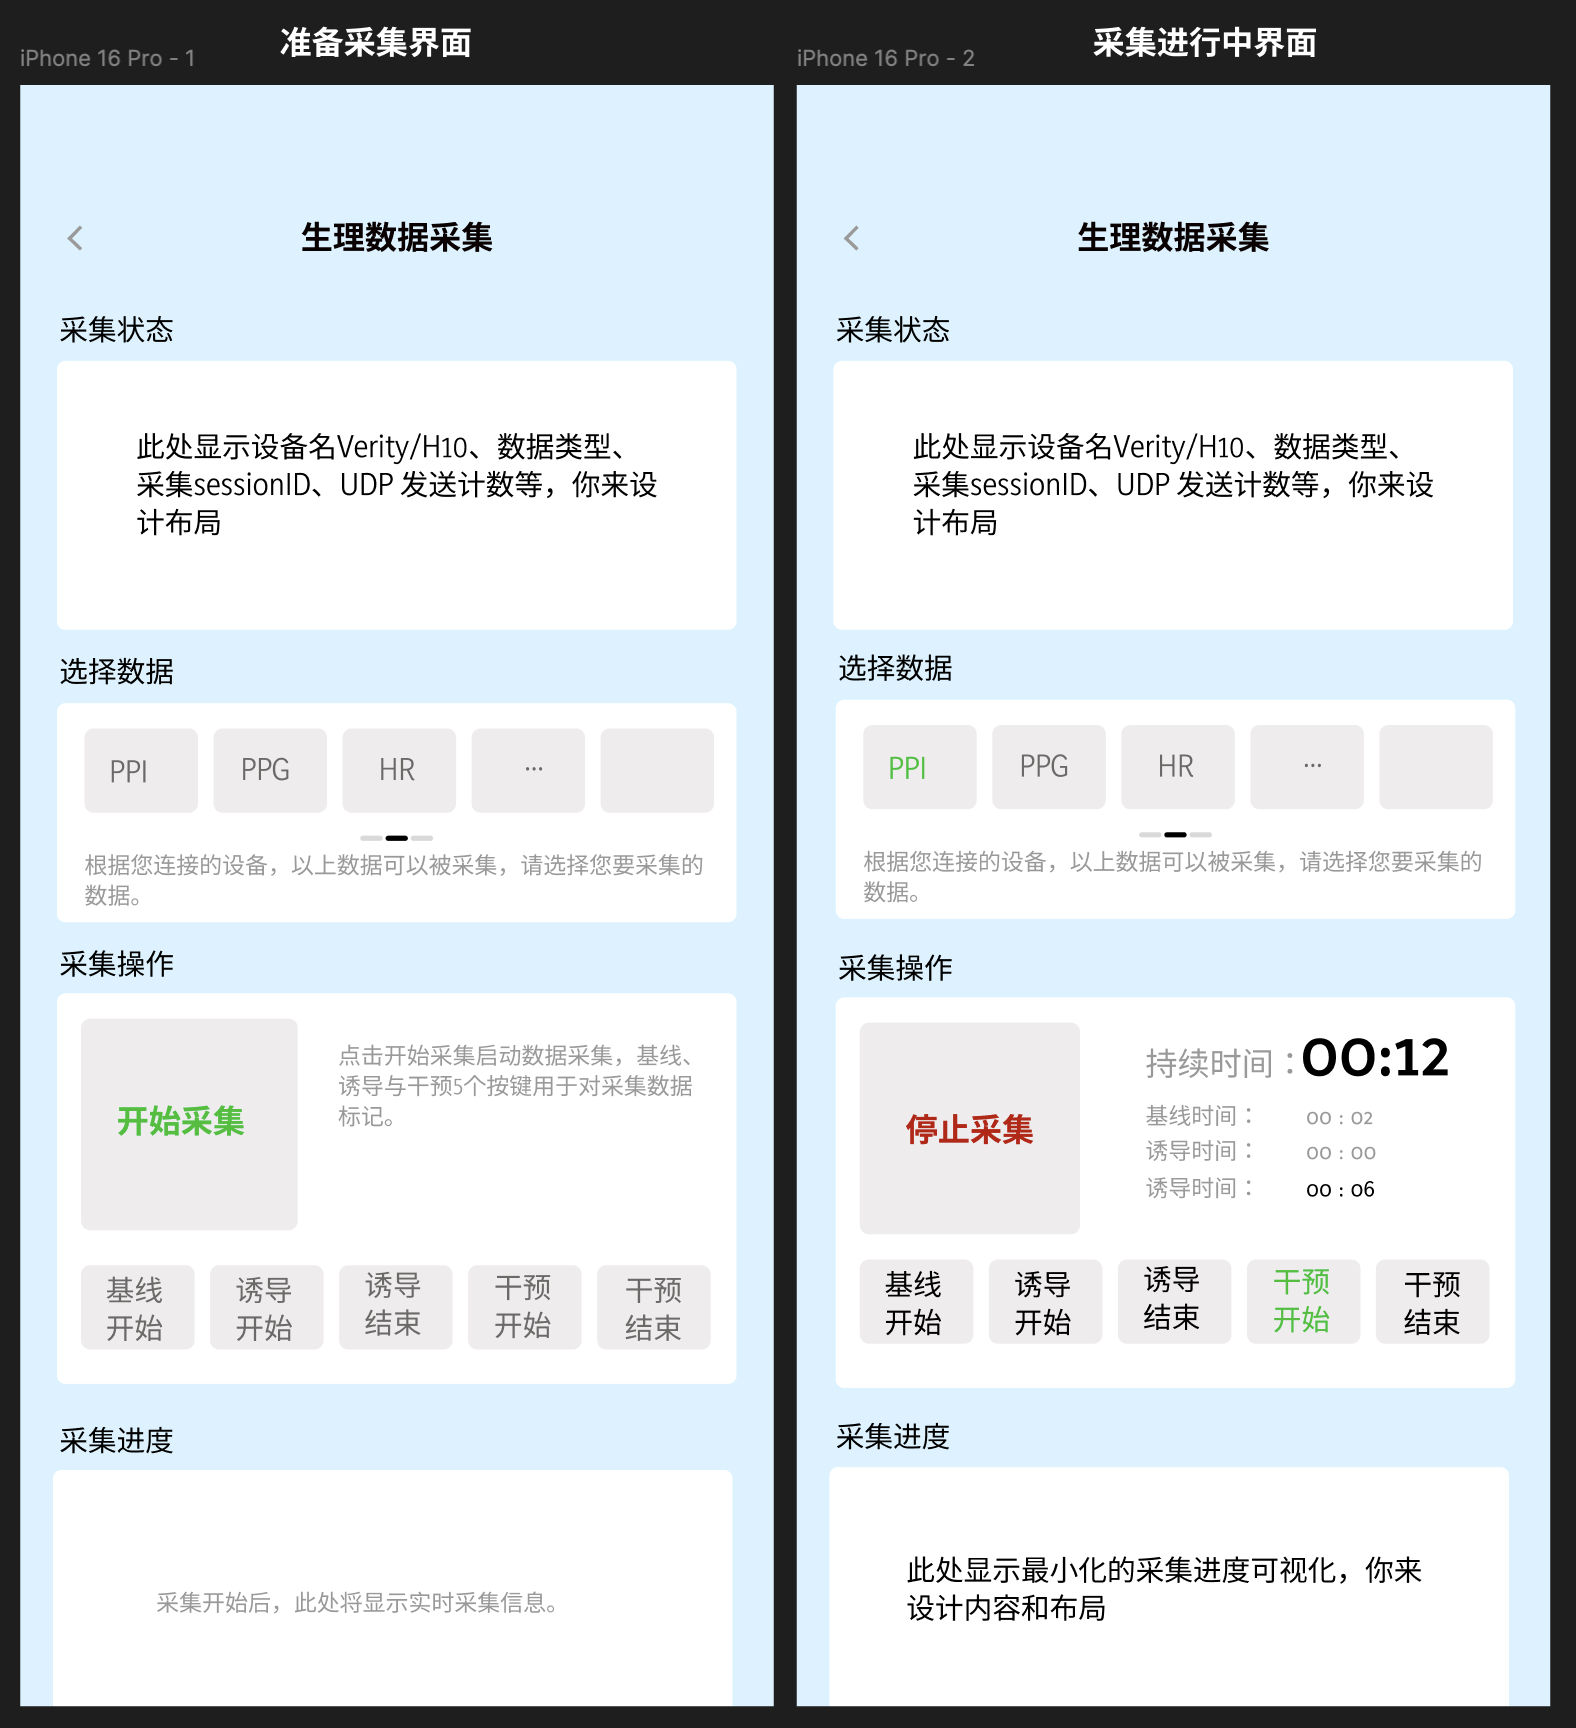 准备采集界面
iPhone 16 Pro - 1
生理数据采集
采集状态
此处显示设备名Verity/H10、数据类型、
采集sessionID、UDP 发送计数等，你来设
计布局
选择数据
PPI
PPG
HR
...
根据您连接的设备，以上数据可以被采集，请选择您要采集的
数据。
采集操作
开始采集
点击开始采集启动数据采集，基线、
诱导与干预5个按键用于对采集数据
标记。
基线
开始
诱导
开始
诱导
结束
干预
开始
干预
结束
采集进度
采集开始后，此处将显示实时采集信息。
采集进行中界面
iPhone 16 Pro - 2
生理数据采集
采集状态
此处显示设备名Verity/H10、数据类型、
采集sessionID、UDP 发送计数等，你来设
计布局
选择数据
PPI
PPG
HR
...
根据您连接的设备，以上数据可以被采集，请选择您要采集的
数据。
采集操作
停止采集
持续时间：00:12
基线时间： 00 : 02
诱导时间： 00 : 00
诱导时间： 00 : 06
基线
开始
诱导
开始
诱导
结束
干预
开始
干预
结束
采集进度
此处显示最小化的采集进度可视化，你来
设计内容和布局